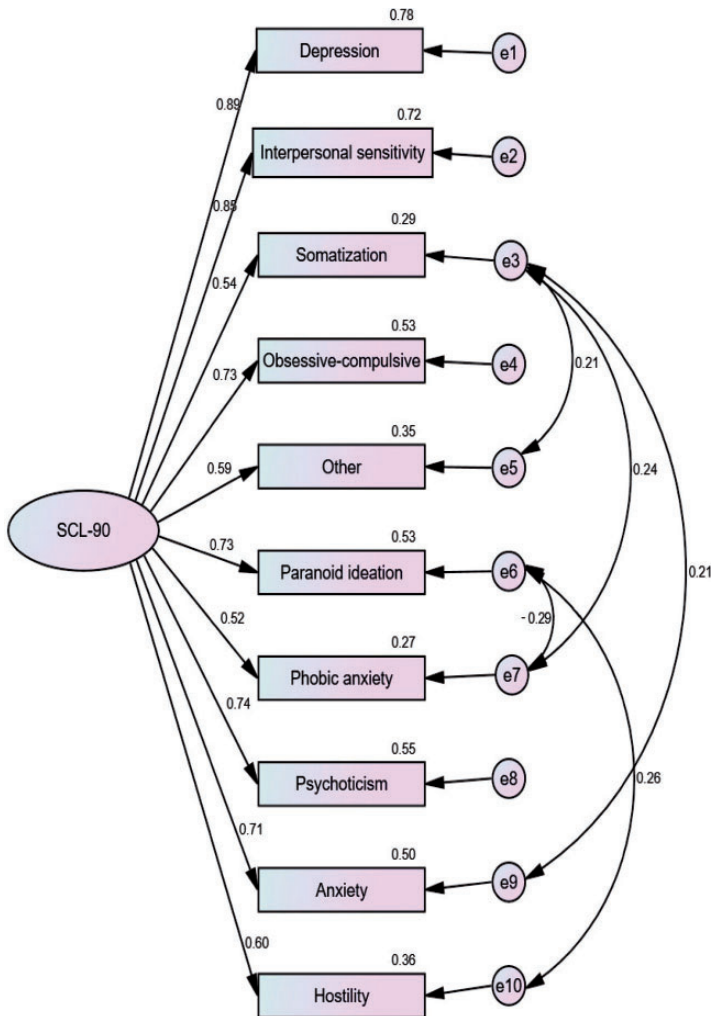 0.78
Depression
e1
0.89
0.72
Interpersonal sensitivity
e2
0.85
0.29
Somatization
e3
0.54
0.53
Obsessive-compulsive
e4
0.73
0.21
0.35
Other
e5
0.59
0.24
SCL-90
0.53
Paranoid ideation
e6
0.73
0.21
-0.29
0.52
0.27
Phobic anxiety
e7
0.74
0.55
Psychoticism
e8
0.26
0.71
0.50
Anxiety
e9
0.60
0.36
Hostility
e10